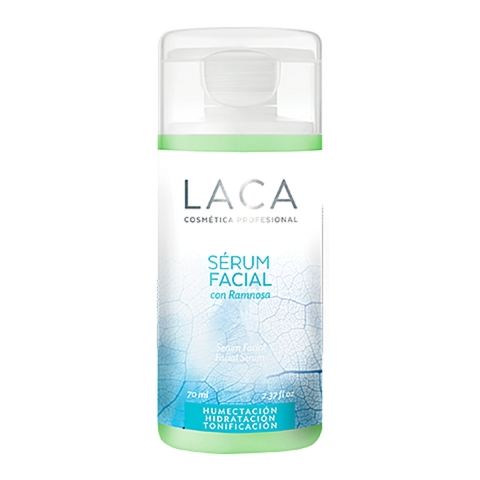 LACA
COSMÉTICA PROFESIONAL
SÉRUM
FACIAL
con Ramnosa
Sérum Facial
Facial Serum
70 ml 2.37 fl oz
HUMECTACIÓN
HIDRATACIÓN
TONIFICACIÓN